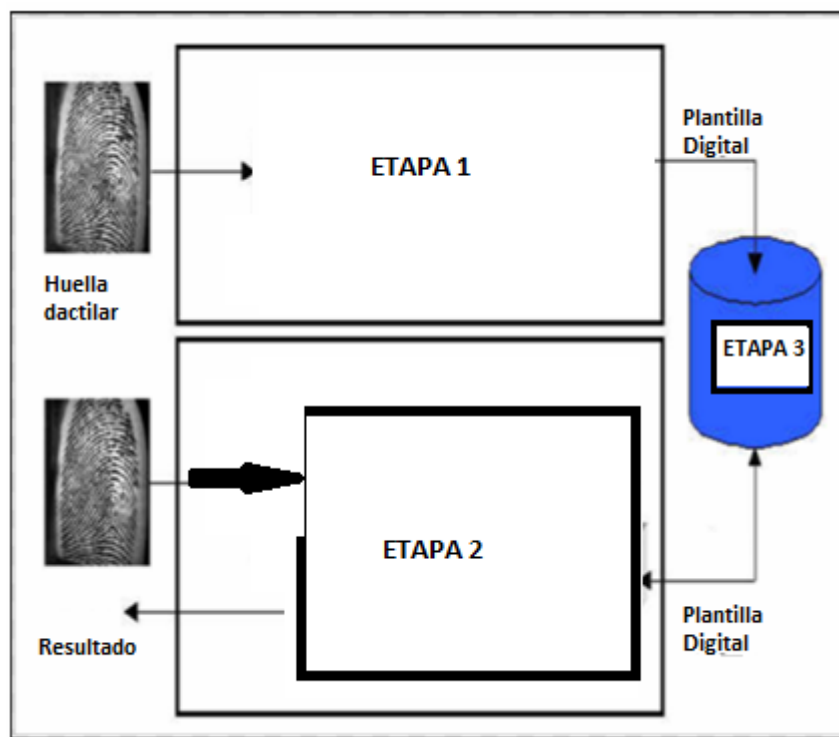 ETAPA 1
Plantilla
Digital
Huella
dactilar
ETAPA 3
ETAPA 2
Resultado
Plantilla
Digital